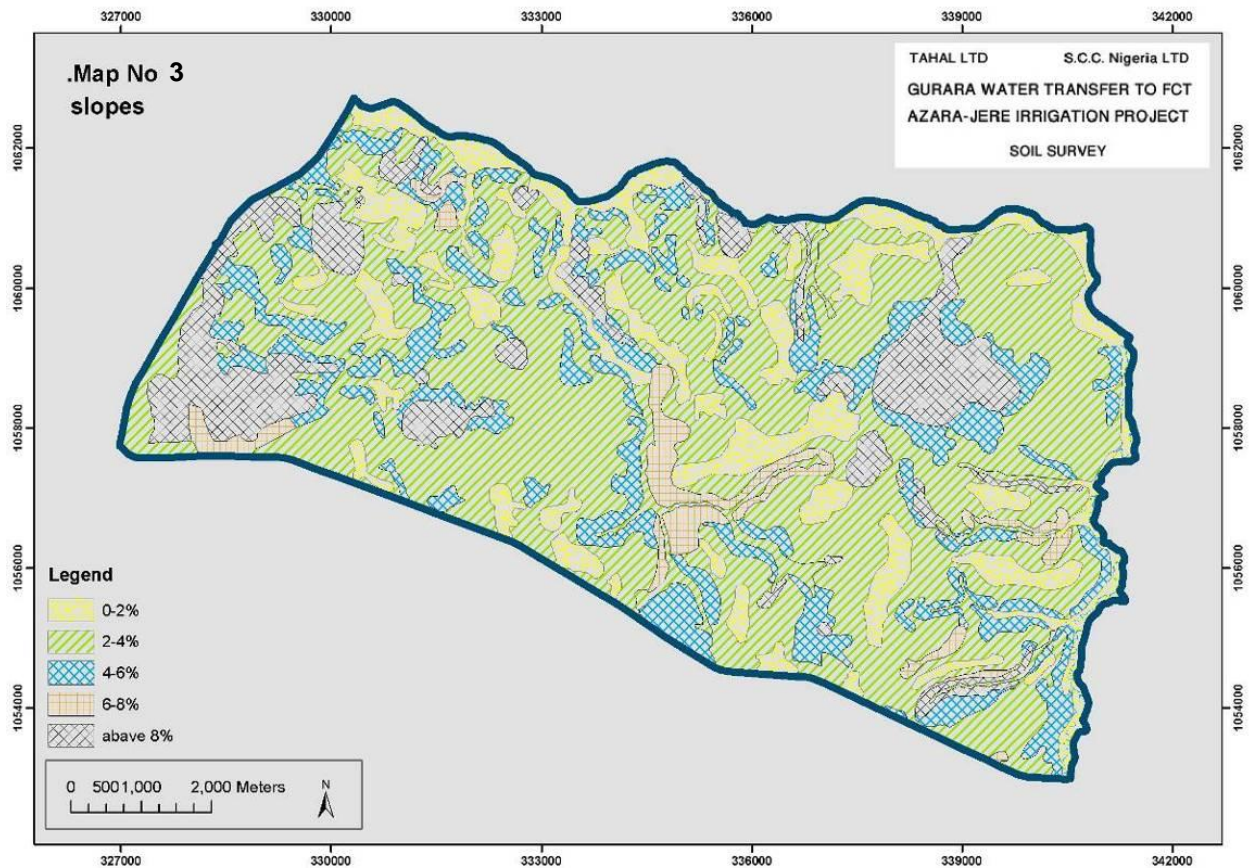 327000 330000 333000 336000 339000 342000
.Map No 3
slopes
TAHAL LTD S.C.C. Nigeria LTD
GURARA WATER TRANSFER TO FCT
AZARA-JERE IRRIGATION PROJECT
SOIL SURVEY
1062000 1062000
1060000 1060000
1058000 1058000
1056000 1056000
1054000 1054000
Legend
0-2%
2-4%
4-6%
6-8%
abave 8%
0 5001,000 2,000 Meters
N
327000 330000 333000 336000 339000 342000